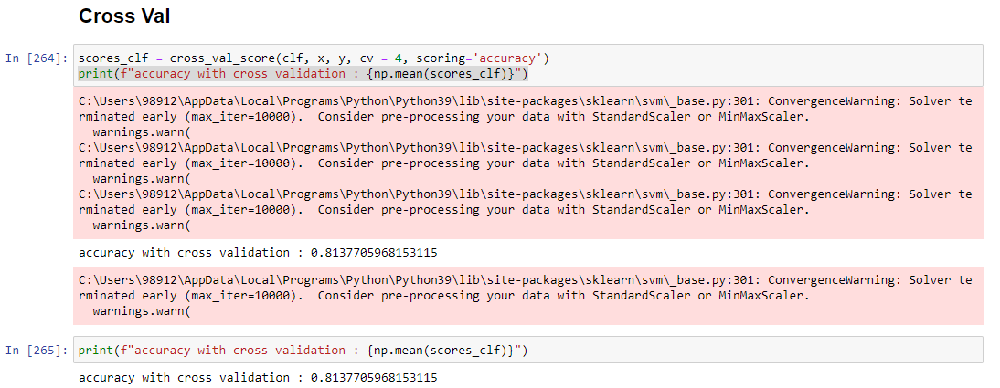 Cross Val
In [264]:
scores_clf = cross_val_score(clf, x, y, cv = 4, scoring='accuracy')
print(f"accuracy with cross validation : {np.mean(scores_clf)}")
C:\Users\98912\AppData\Local\Programs\Python\Python39\lib\site-packages\sklearn\svm\_base.py:301: ConvergenceWarning: Solver te
rminated early (max_iter=10000).  Consider pre-processing your data with StandardScaler or MinMaxScaler.
  warnings.warn(
C:\Users\98912\AppData\Local\Programs\Python\Python39\lib\site-packages\sklearn\svm\_base.py:301: ConvergenceWarning: Solver te
rminated early (max_iter=10000).  Consider pre-processing your data with StandardScaler or MinMaxScaler.
  warnings.warn(
C:\Users\98912\AppData\Local\Programs\Python\Python39\lib\site-packages\sklearn\svm\_base.py:301: ConvergenceWarning: Solver te
rminated early (max_iter=10000).  Consider pre-processing your data with StandardScaler or MinMaxScaler.
  warnings.warn(
accuracy with cross validation : 0.8137705968153115
C:\Users\98912\AppData\Local\Programs\Python\Python39\lib\site-packages\sklearn\svm\_base.py:301: ConvergenceWarning: Solver te
rminated early (max_iter=10000).  Consider pre-processing your data with StandardScaler or MinMaxScaler.
  warnings.warn(
In [265]:
print(f"accuracy with cross validation : {np.mean(scores_clf)}")
accuracy with cross validation : 0.8137705968153115